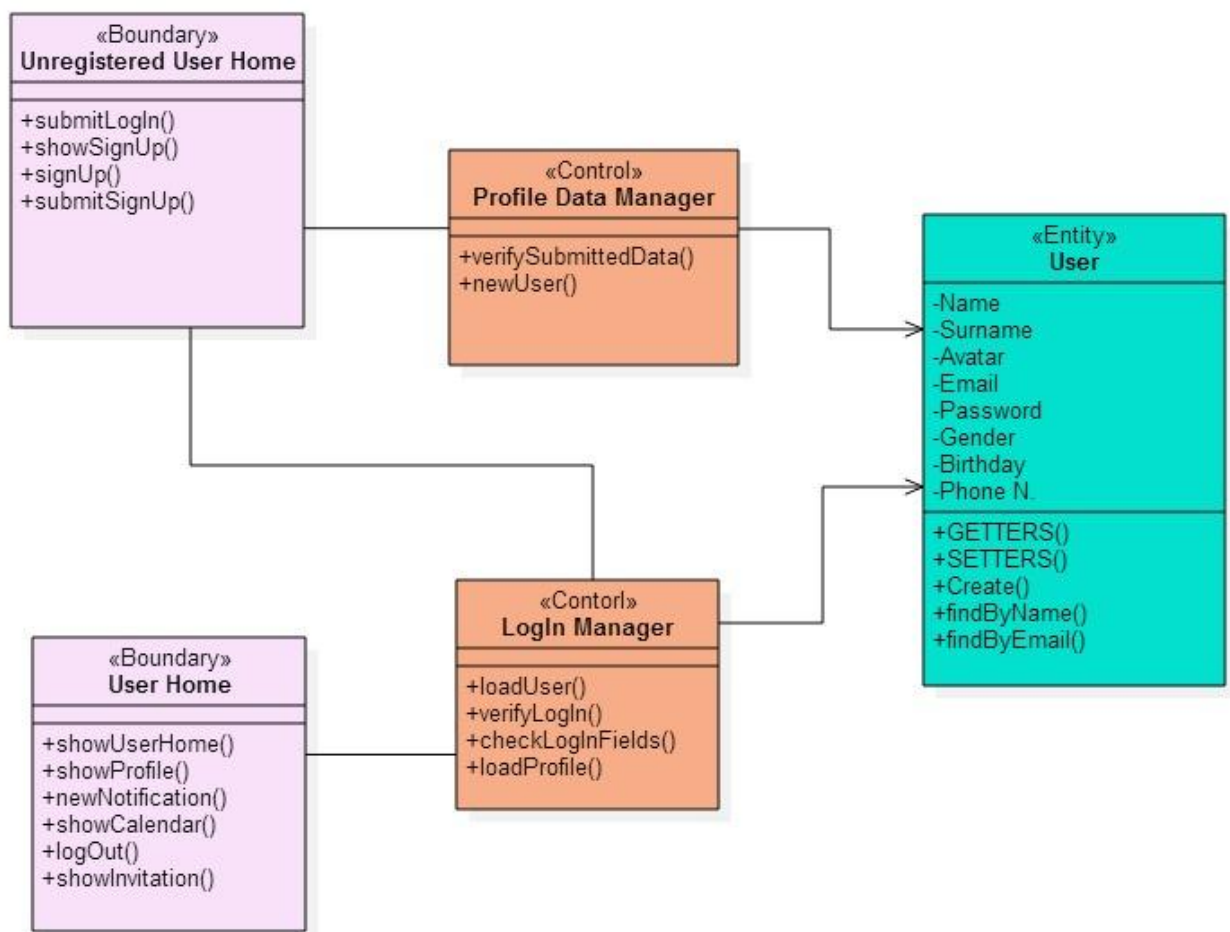 «Boundary»
Unregistered User Home
+submitLogIn()
+showSignUp()
+signUp()
+submitSignUp()
«Control»
Profile Data Manager
+verifySubmittedData()
+newUser()
«Entity»
User
-Name
-Surname
-Avatar
-Email
-Password
-Gender
-Birthday
-Phone N.
+GETTERS()
+SETTERS()
+Create()
+findByName()
+findByEmail()
«Contorl»
LogIn Manager
+loadUser()
+verifyLogIn()
+checkLogInFields()
+loadProfile()
«Boundary»
User Home
+showUserHome()
+showProfile()
+newNotification()
+showCalendar()
+logOut()
+showInvitation()